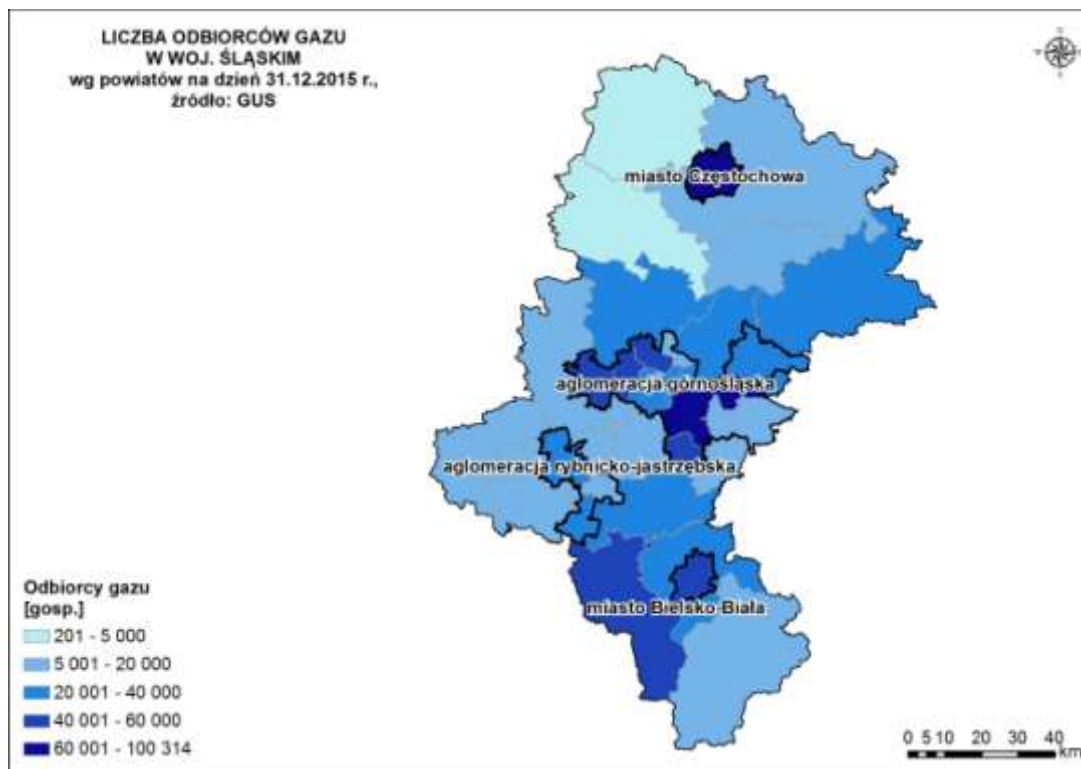 LICZBA ODBIORCÓW GAZU
W WOJ. ŚLĄSKIM
wg powiatów na dzień 31.12.2015 r.,
źródło: GUS
miasto Częstochowa
aglomeracja górnośląska
aglomeracja rybnicko-jastrzębska
miasto Bielsko-Biała
Odbiorcy gazu
[gosp.]
201 - 5 000
5 001 - 20 000
20 001 - 40 000
40 001 - 60 000
60 001 - 100 314
0 5 10 20 30 40
km